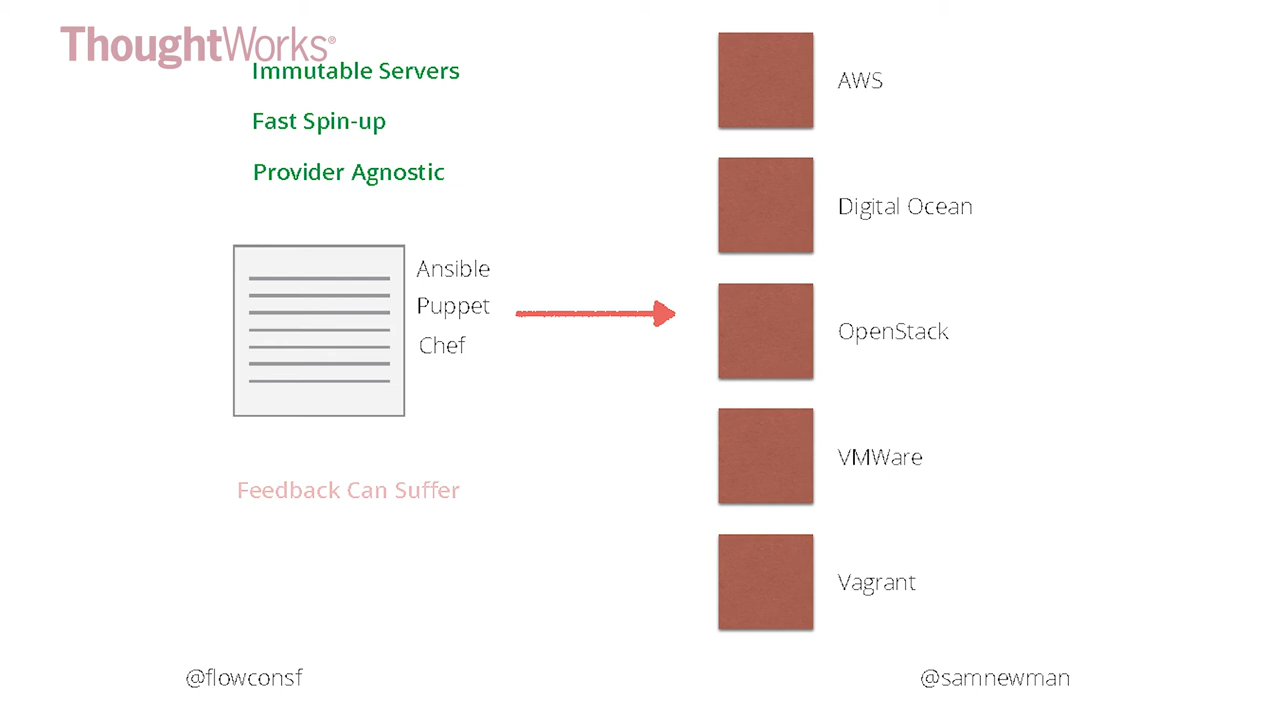 ThoughtWorks®
Immutable Servers
Fast Spin-up
Provider Agnostic
Ansible
Puppet
Chef
Feedback Can Suffer
AWS
Digital Ocean
OpenStack
VMWare
Vagrant
@flowconsf
@samnewman